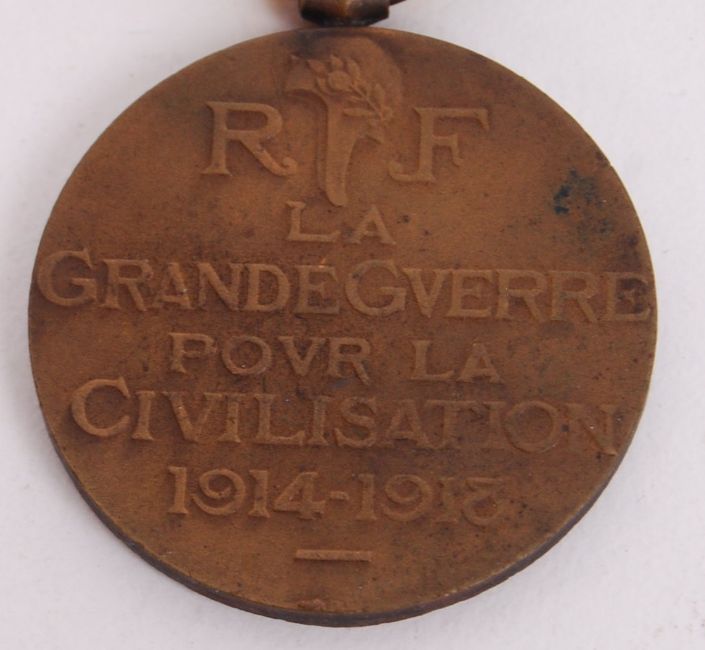 R F
LA
GRANDE GVERRE
POVR LA
CIVILISATION
1914-1918